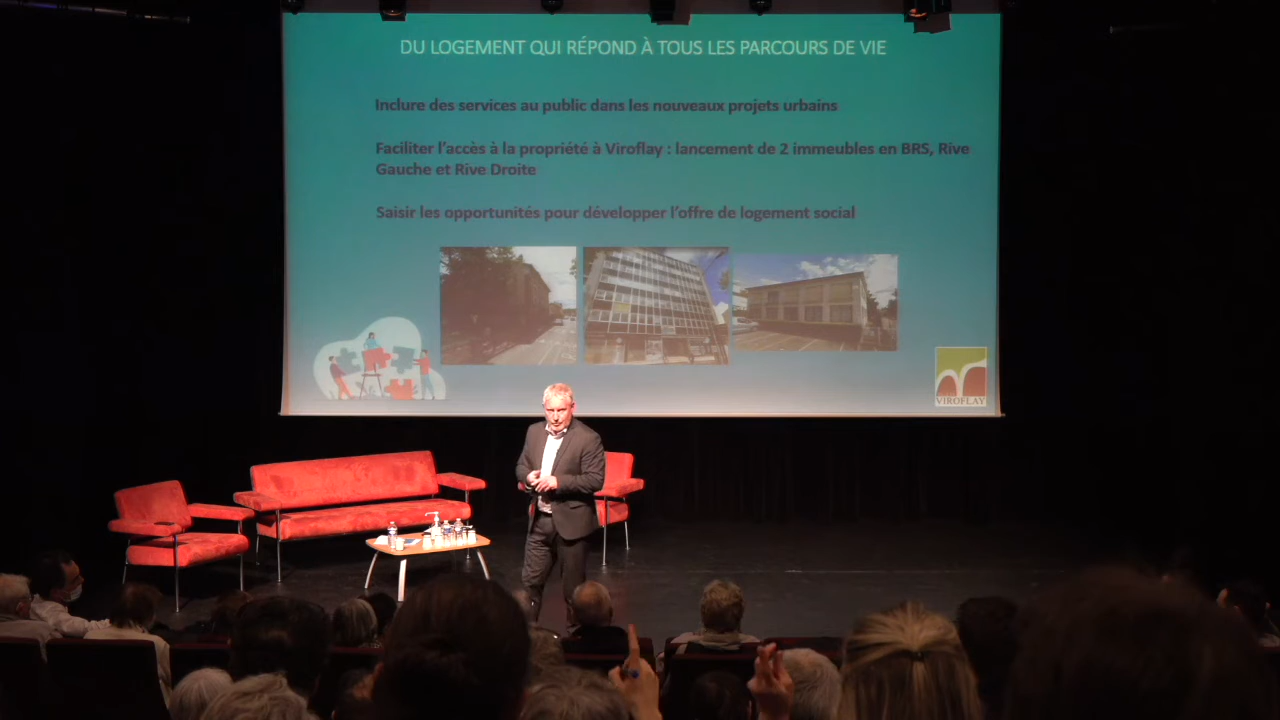 DU LOGEMENT QUI RÉPOND À TOUS LES PARCOURS DE VIE
Inclure des services au public dans les nouveaux projets urbains
Faciliter l'accès à la propriété à Viroflay : lancement de 2 immeubles en BRS, Rive
Gauche et Rive Droite
Saisir les opportunités pour développer l'offre de logement social
VIROFLAY